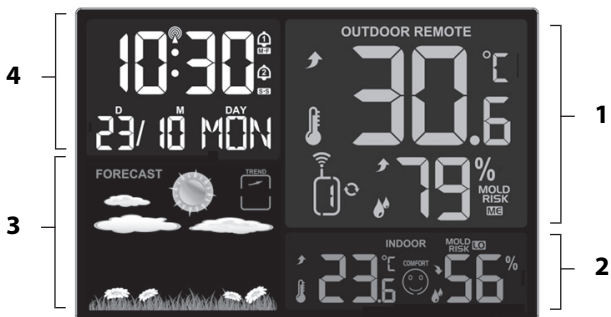 4
10:30
1
M-F
2
S-S
D M DAY
23/ 10 MON
3
FORECAST
TREND
1
OUTDOOR REMOTE
30.6 °C
1
79 %
MOLD
RISK
ME
2
INDOOR
MOLD
RISK LO
23.6 °C
COMFORT
56 %